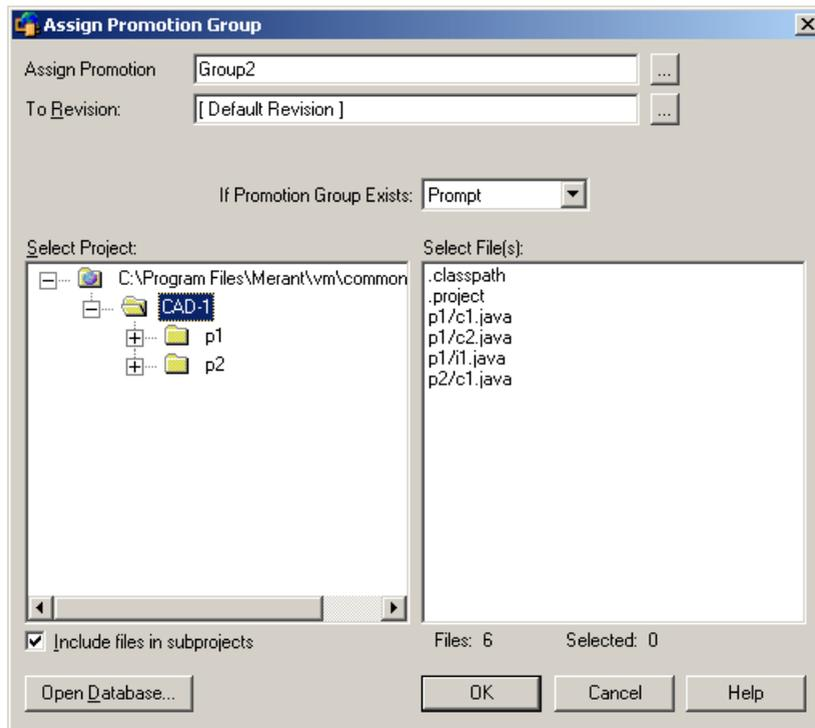 Assign Promotion Group
Assign Promotion Group2 ...
To Revision: [ Default Revision ] ...
If Promotion Group Exists: Prompt
Select Project:
C:\Program Files\Merant\vm\common
CAD-1
p1
p2
Select File(s):
.classpath
.project
p1/c1.java
p1/c2.java
p1/i1.java
p2/c1.java
Include files in subprojects
Files: 6 Selected: 0
Open Database... OK Cancel Help